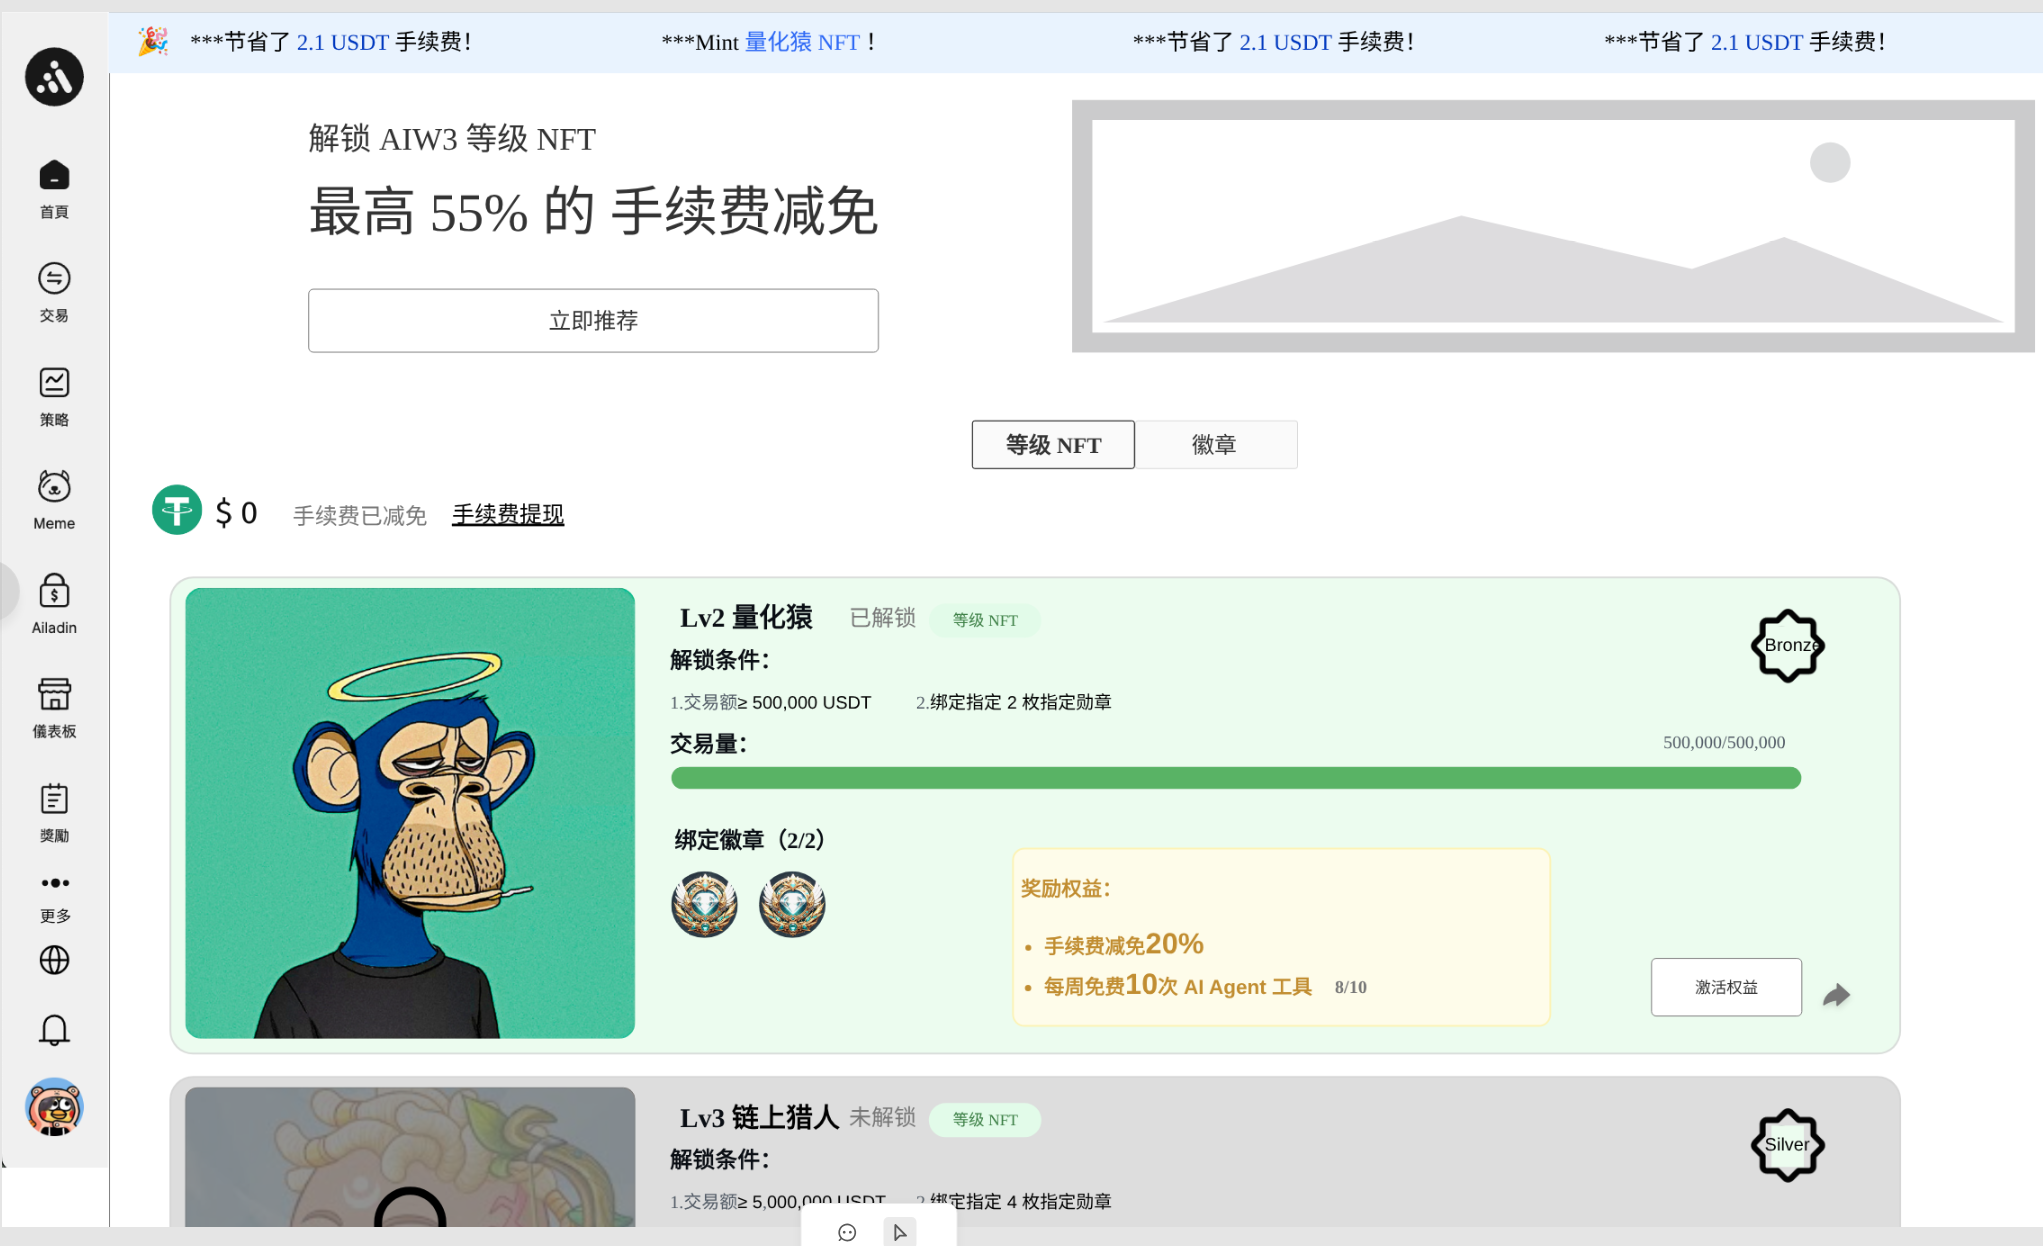 ***节省了 2.1 USDT 手续费！
***Mint 量化猿 NFT！
***节省了 2.1 USDT 手续费！
***节省了 2.1 USDT 手续费！
首頁
交易
策略
Meme
Ailadin
儀表板
獎勵
更多
解锁 AIW3 等级 NFT
最高 55% 的 手续费减免
立即推荐
等级 NFT
徽章
$ 0
手续费已减免
手续费提现
Lv2 量化猿
已解锁
等级 NFT
Bronze
解锁条件：
1.交易额≥ 500,000 USDT
2.绑定指定 2 枚指定勋章
交易量：
500,000/500,000
绑定徽章（2/2）
奖励权益：
• 手续费减免20%
• 每周免费10次 AI Agent 工具 8/10
激活权益
Lv3 链上猎人
未解锁
等级 NFT
Silver
解锁条件：
1.交易额≥ 5,000,000 USDT
2.绑定指定 4 枚指定勋章